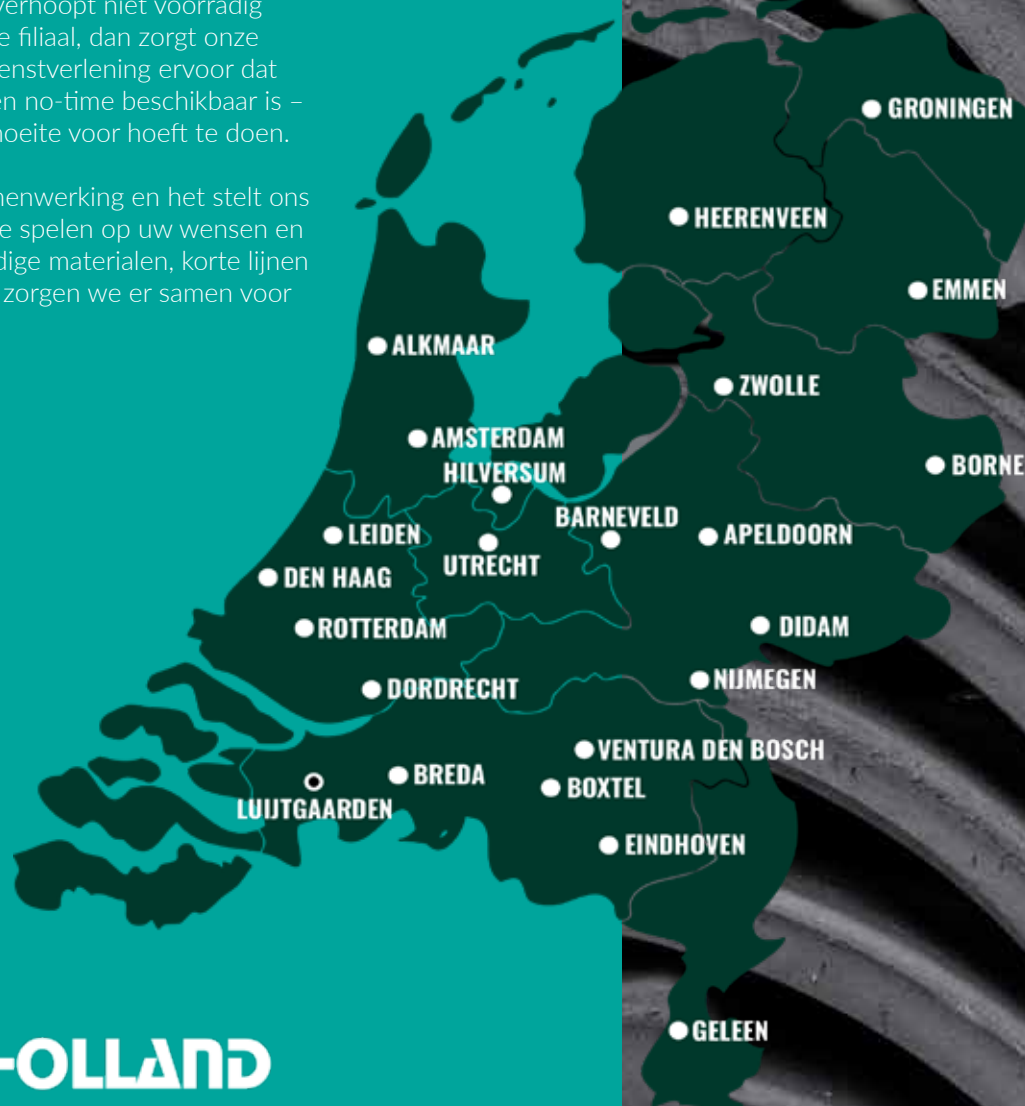 verhoopt niet voorradig
e filiaal, dan zorgt onze
enstverlening ervoor dat
en no-time beschikbaar is –
noeite voor hoeft te doen.
nenwerking en het stelt ons
e spelen op uw wensen en
dige materialen, korte lijnen
zorgen we er samen voor
GRONINGEN
HEERENVEEN
EMMEN
ALKMAAR
ZWOLLE
AMSTERDAM
HILVERSUM
BORNE
BARNEVELD
LEIDEN
APELDOORN
UTRECHT
DEN HAAG
ROTTERDAM
DIDAM
NIJMEGEN
DORDRECHT
VENTURA DEN BOSCH
BREDA
BOXTEL
LUIJTGAARDEN
EINDHOVEN
GELEEN
HOLLAND